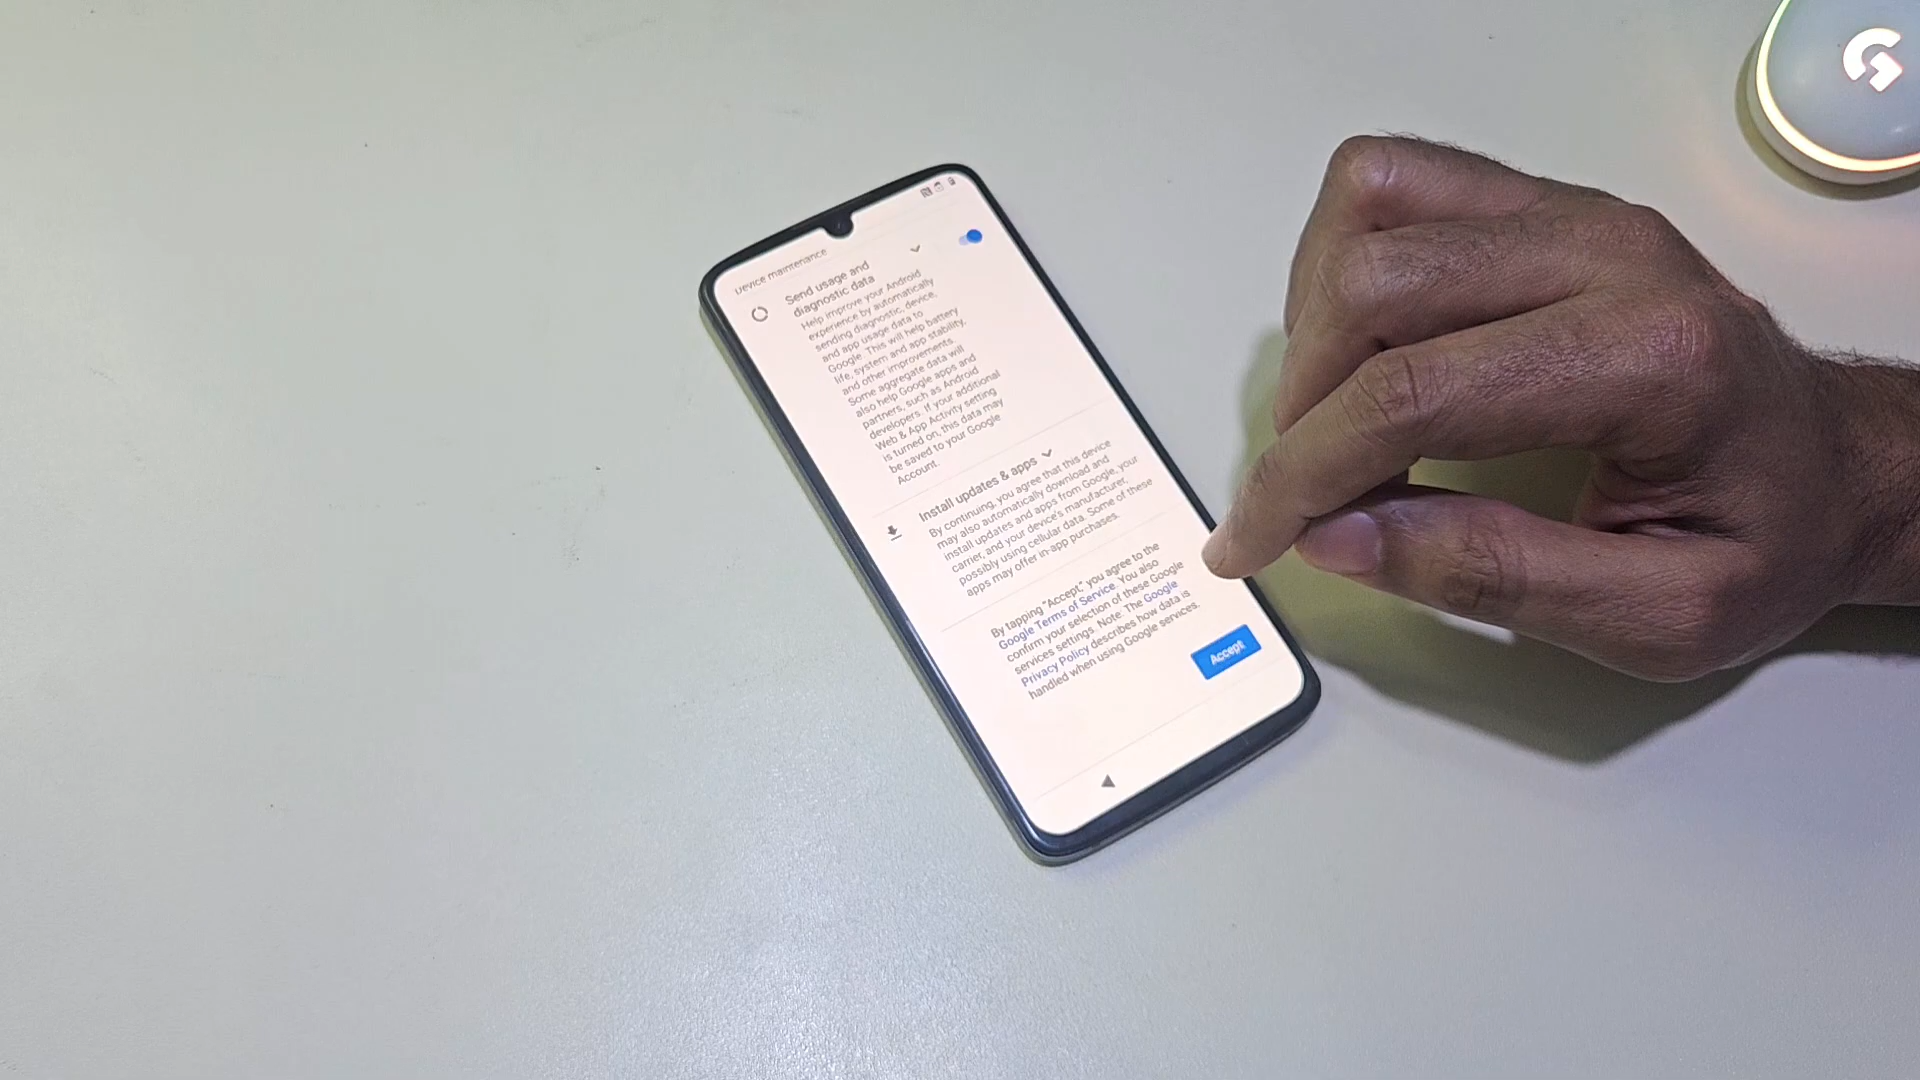 Device maintenance
Send usage and
diagnostic data
Help improve your Android
experience by automatically
sending diagnostic, device,
and app usage data to
Google. This will help battery
life, system and app stability,
and other improvements.
Some aggregate data will
also help Google apps and
partners, such as Android
developers. If your additional
Web & App Activity setting
is turned on, this data may
be saved to your Google
Account.
Install updates & apps
By continuing, you agree that this device
may also automatically download and
install updates and apps from Google, your
carrier, and your device's manufacturer,
possibly using cellular data. Some of these
apps may offer in-app purchases.
By tapping "Accept," you agree to the
Google Terms of Service. You also
confirm your selection of these Google
services settings. Note: The Google
Privacy Policy describes how data is
handled when using Google services.
Accept